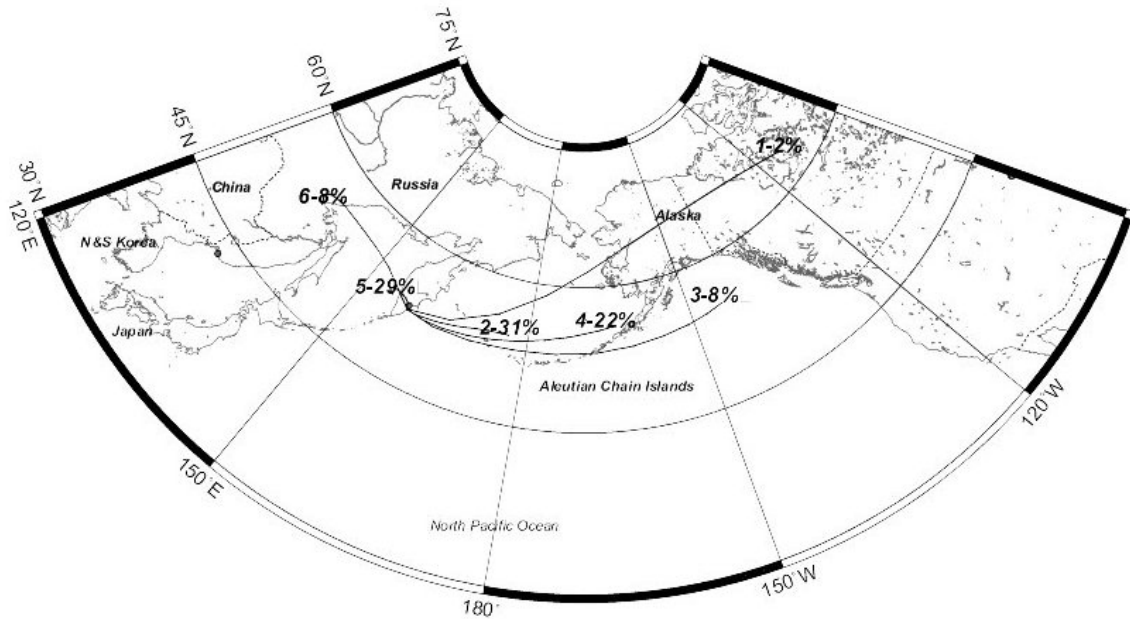 75°N
60°N
45°N
30°N
120°E
China
6-8%
Russia
1-2%
Alaska
N&S Korea
5-29%
2-31%
4-22%
3-8%
Japan
Aleutian Chain Islands
120°W
150°E
North Pacific Ocean
150°W
180°